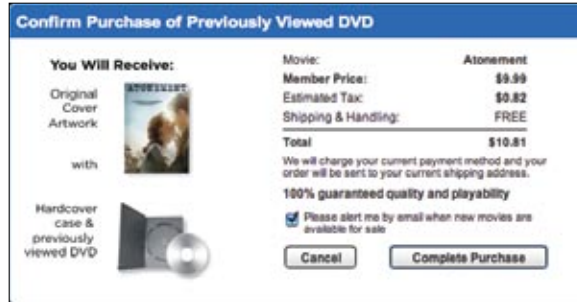 Confirm Purchase of Previously Viewed DVD
You Will Receive:
Original
Cover
Artwork
ATONEMENT
with
Hardcover
case &
previously
viewed DVD
Movie: Atonement
Member Price: $9.99
Estimated Tax: $0.82
Shipping & Handling: FREE
Total $10.81
We will charge your current payment method and your
order will be sent to your current shipping address.
100% guaranteed quality and playability
Please alert me by email when new movies are
available for sale
Cancel Complete Purchase